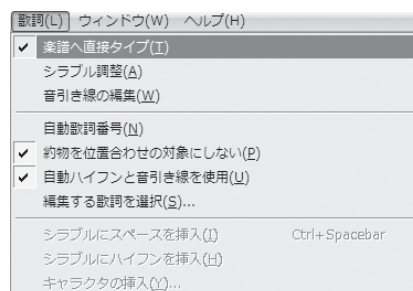 歌詞(L) ウィンドウ(W) ヘルプ(H)
楽譜へ直接タイプ(T)
シラブル調整(A)
音引き線の編集(W)
自動歌詞番号(N)
約物を位置合わせの対象にしない(P)
自動ハイフンと音引き線を使用(U)
編集する歌詞を選択(S)...
シラブルにスペースを挿入(I) Ctrl+Spacebar
シラブルにハイフンを挿入(H)
キャラクタの挿入(Y)...